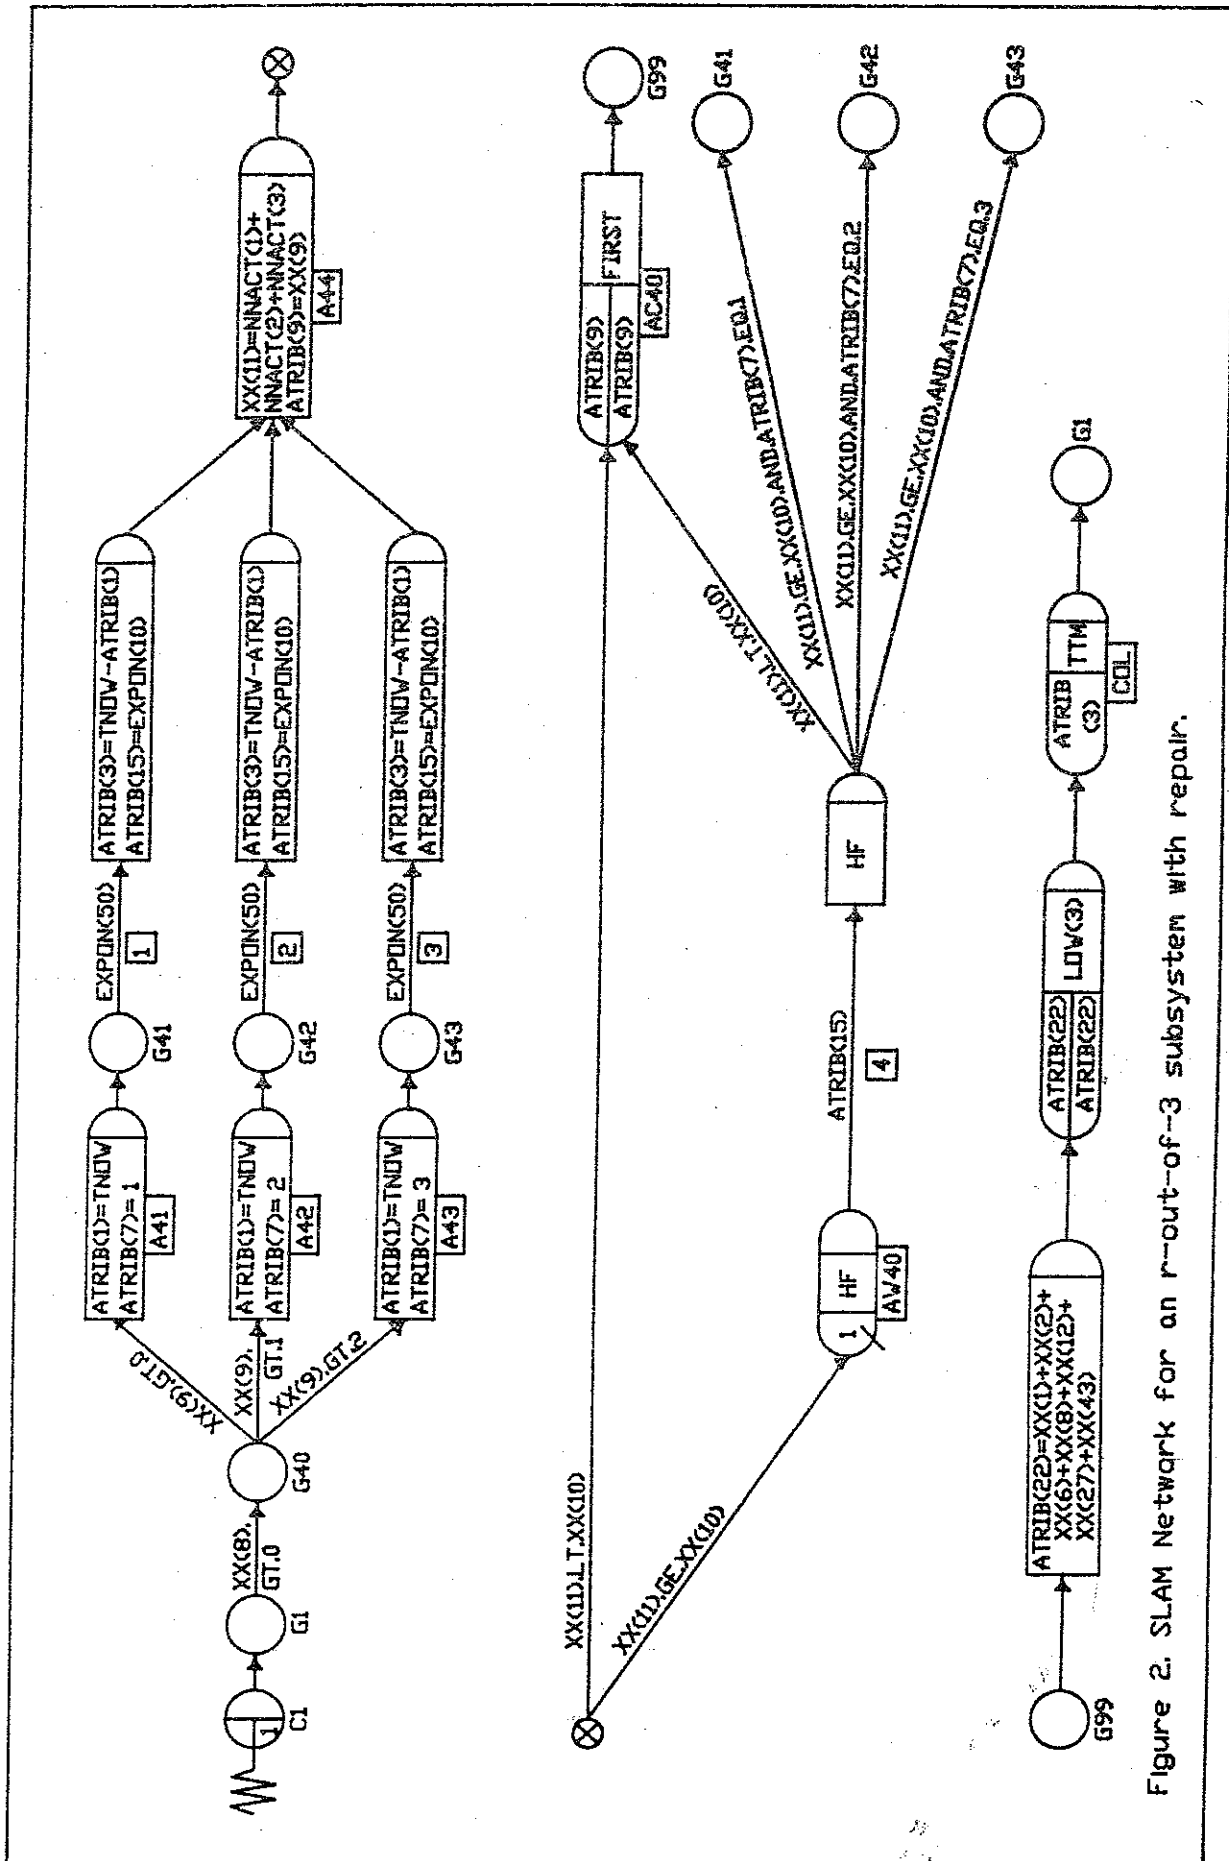 1
C1
G1
XX(8).
GT.0
G40
XX(9).GT.0
XX(9).
GT.1
XX(9).GT.2
ATRIB(1)=TNOW
ATRIB(7)= 1
A41
ATRIB(1)=TNOW
ATRIB(7)= 2
A42
ATRIB(1)=TNOW
ATRIB(7)= 3
A43
G41
G42
G43
EXPON(50)
1
EXPON(50)
2
EXPON(50)
3
ATRIB(3)=TNOW-ATRIB(1)
ATRIB(15)=EXPON(10)
ATRIB(3)=TNOW-ATRIB(1)
ATRIB(15)=EXPON(10)
ATRIB(3)=TNOW-ATRIB(1)
ATRIB(15)=EXPON(10)
XX(11)=NNACT(1)+
NNACT(2)+NNACT(3)
ATRIB(9)=XX(9)
A44
XX(11).LT.XX(10)
XX(11).GE.XX(10)
1
HF
AW40
ATRIB(15)
4
HF
XX(11).LT.XX(10)
XX(11).GE.XX(10).AND.ATRIB(7).EQ.1
XX(11).GE.XX(10).AND.ATRIB(7).EQ.2
XX(11).GE.XX(10).AND.ATRIB(7).EQ.3
ATRIB(9)
ATRIB(9)
FIRST
AC40
G99
G41
G42
G43
G99
ATRIB(22)=XX(1)+XX(2)+
XX(6)+XX(8)+XX(12)+
XX(27)+XX(43)
ATRIB(22)
ATRIB(22)
LOW(3)
ATRIB
(3)
TTM
COL
G1
Figure 2. SLAM Network for an r-out-of-3 subsystem with repair.